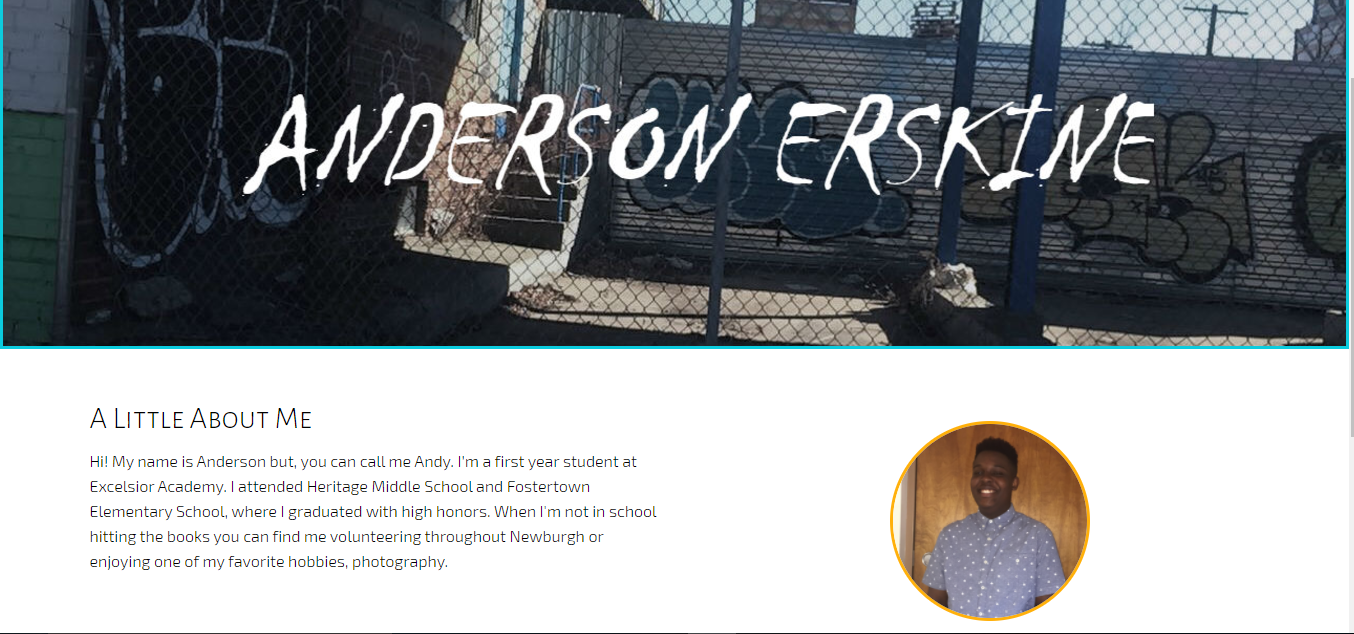 ANDERSON ERSKINE
A Little About Me
Hi! My name is Anderson but, you can call me Andy. I'm a first year student at
Excelsior Academy. I attended Heritage Middle School and Fostertown
Elementary School, where I graduated with high honors. When I'm not in school
hitting the books you can find me volunteering throughout Newburgh or
enjoying one of my favorite hobbies, photography.